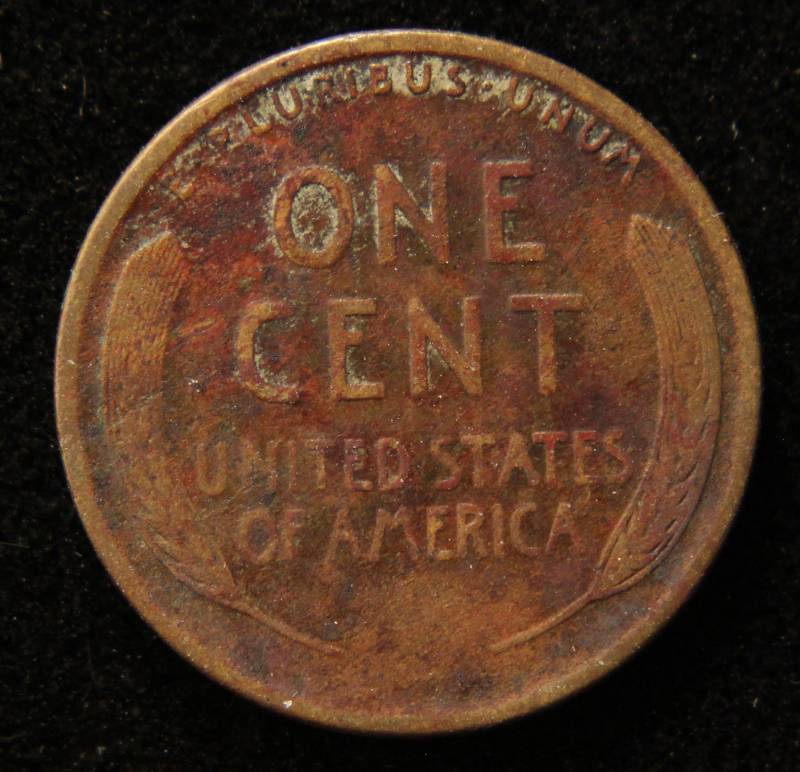 E PLURIBUS · UNUM
ONE
CENT
UNITED STATES
OF AMERICA